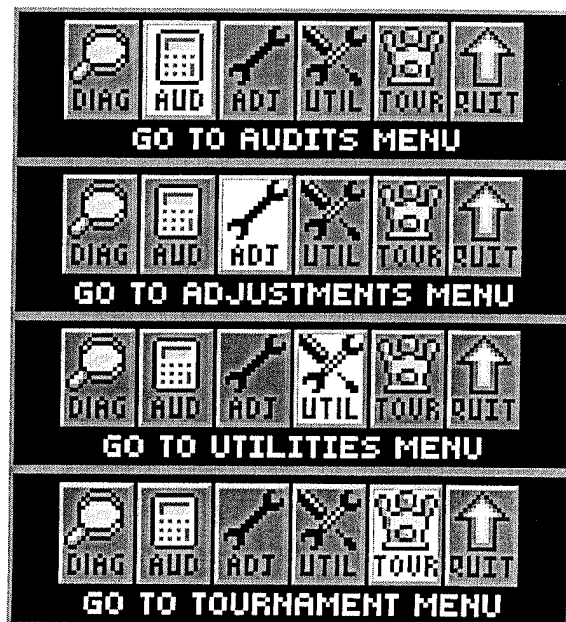 DIAG AUD ADJ UTIL TOUR QUIT
GO TO AUDITS MENU
DIAG AUD ADJ UTIL TOUR QUIT
GO TO ADJUSTMENTS MENU
DIAG AUD ADJ UTIL TOUR QUIT
GO TO UTILITIES MENU
DIAG AUD ADJ UTIL TOUR QUIT
GO TO TOURNAMENT MENU